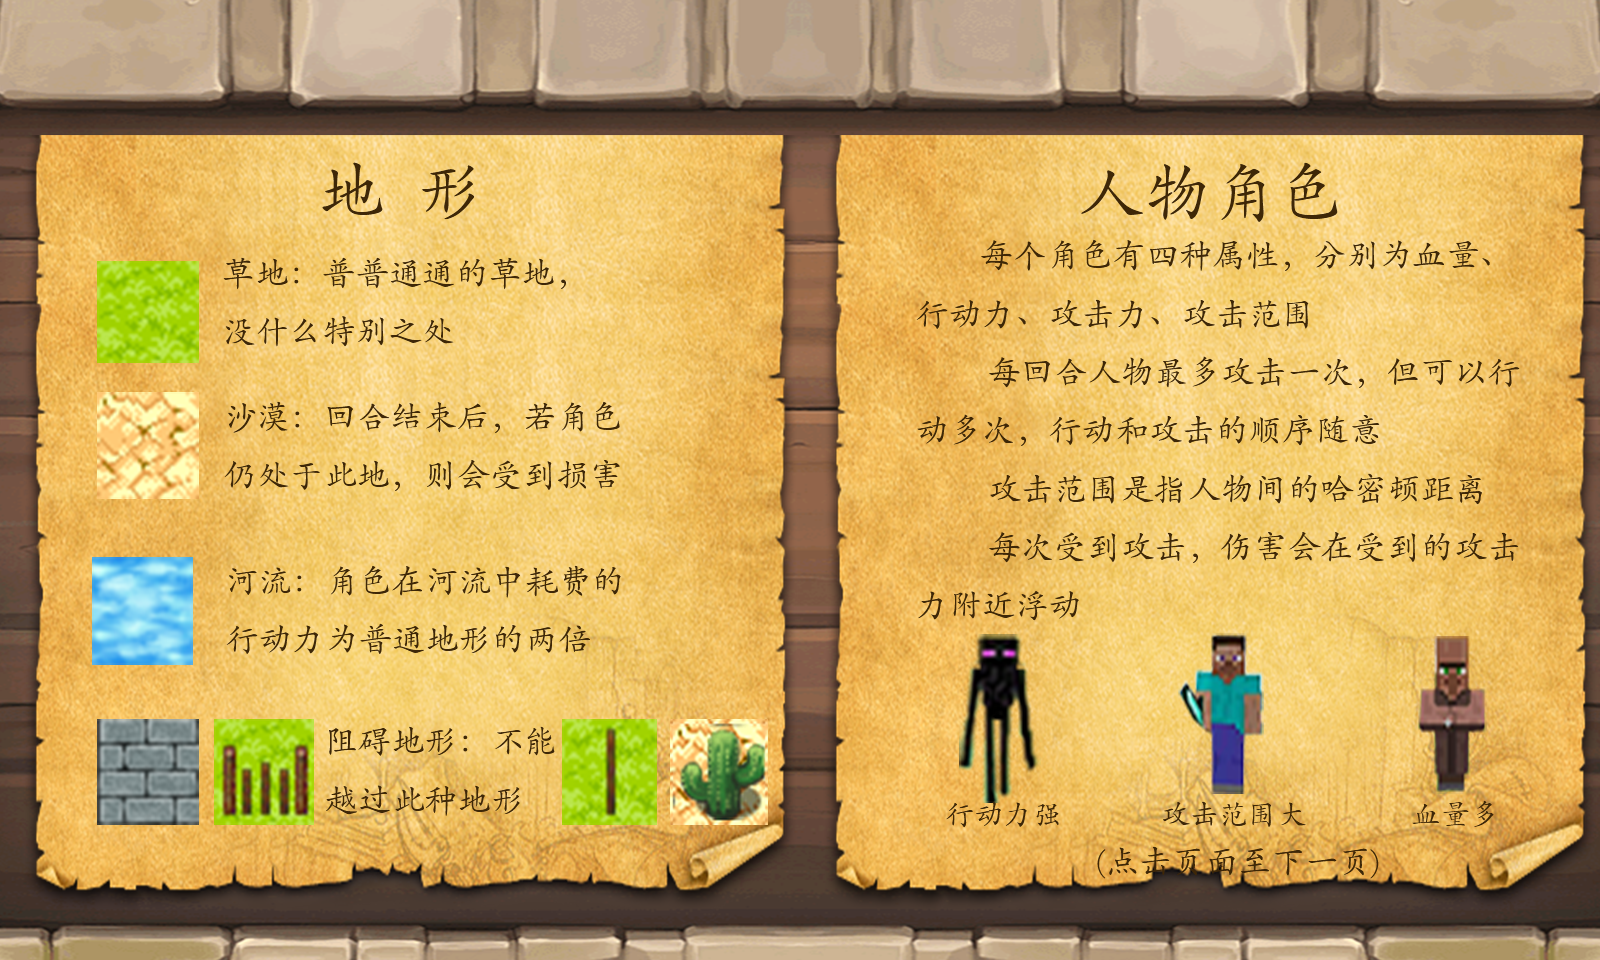 地 形
草地：普普通通的草地，
没什么特别之处
沙漠：回合结束后，若角色
仍处于此地，则会受到损害
河流：角色在河流中耗费的
行动力为普通地形的两倍
阻碍地形：不能
越过此种地形
人物角色
每个角色有四种属性，分别为血量、
行动力、攻击力、攻击范围
每回合人物最多攻击一次，但可以行
动多次，行动和攻击的顺序随意
攻击范围是指人物间的哈密顿距离
每次受到攻击，伤害会在受到的攻击
力附近浮动
行动力强
攻击范围大
血量多
(点击页面至下一页)